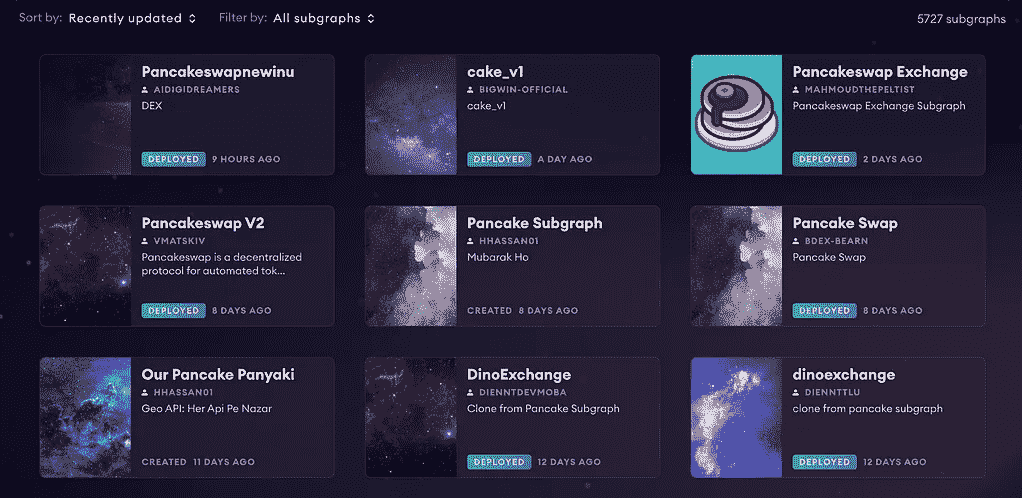 Sort by: Recently updated
Filter by: All subgraphs
5727 subgraphs
Pancakeswapnewinu
AIDIGIDREAMERS
DEX
DEPLOYED 9 HOURS AGO
cake_v1
BIGWIN-OFFICIAL
cake_v1
DEPLOYED A DAY AGO
Pancakeswap Exchange
MAHMOUDTHEPELTIST
Pancakeswap Exchange Subgraph
DEPLOYED 2 DAYS AGO
Pancakeswap V2
VMATSKIV
Pancakeswap is a decentralized
protocol for automated tok...
DEPLOYED 8 DAYS AGO
Pancake Subgraph
HHASSAN01
Mubarak Ho
CREATED 8 DAYS AGO
Pancake Swap
BDEX-BEARN
Pancake Swap
DEPLOYED 8 DAYS AGO
Our Pancake Panyaki
HHASSAN01
Geo API: Her Api Pe Nazar
CREATED 11 DAYS AGO
DinoExchange
DIENNTDEVMOBA
Clone from Pancake Subgraph
DEPLOYED 12 DAYS AGO
dinoexchange
DIENNTLU
clone from pancake subgraph
DEPLOYED 12 DAYS AGO